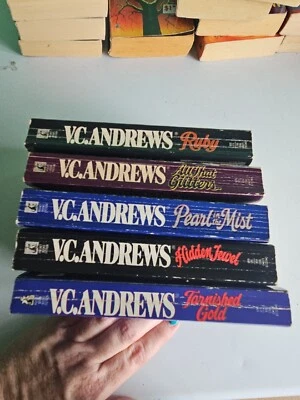 V.C. ANDREWS® Ruby
V.C. ANDREWS® All That
Glitters
V.C. ANDREWS® Pearl in the Mist
V.C. ANDREWS® Hidden Jewel
V.C. ANDREWS® Tarnished
Gold